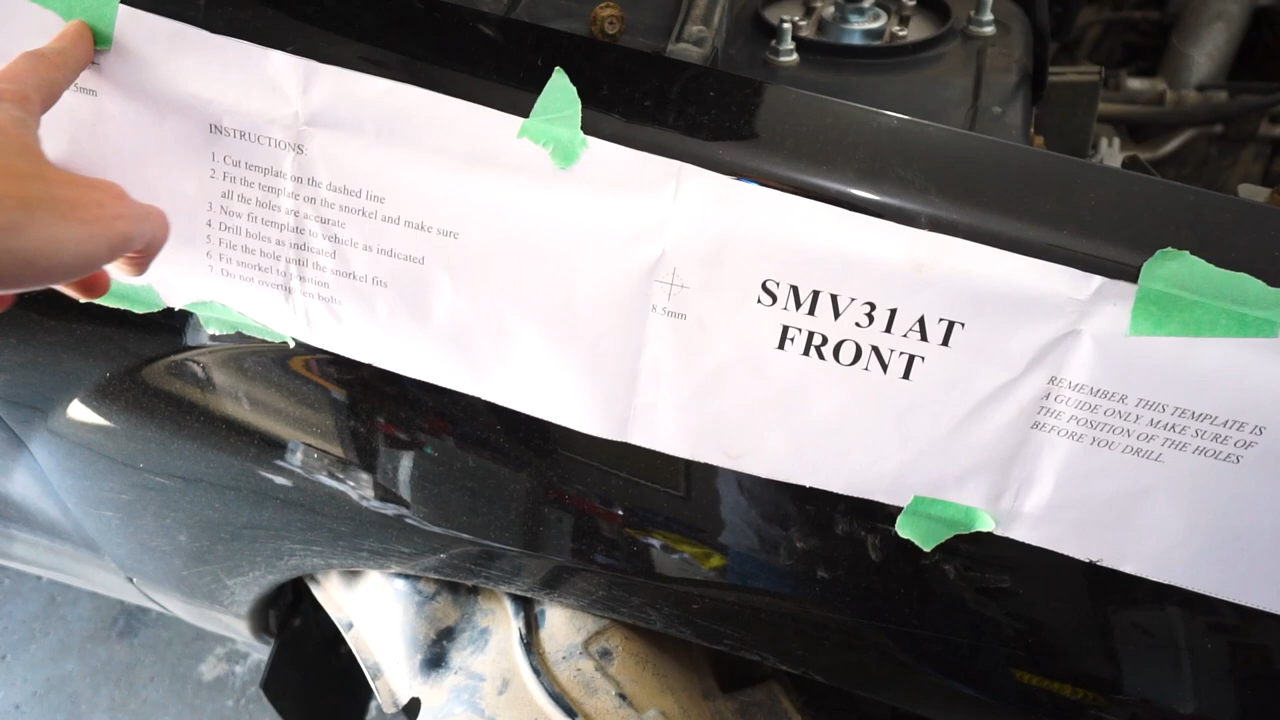 .5mm
INSTRUCTIONS:
1. Cut template on the dashed line
2. Fit the template on the snorkel and make sure
all the holes are accurate
3. Now fit template to vehicle as indicated
4. Drill holes as indicated
5. File the hole until the snorkel fits
6. Fit snorkel to position
7. Do not overtighten bolts
8.5mm
SMV31AT
FRONT
REMEMBER. THIS TEMPLATE IS
A GUIDE ONLY. MAKE SURE OF
THE POSITION OF THE HOLES
BEFORE YOU DRILL.